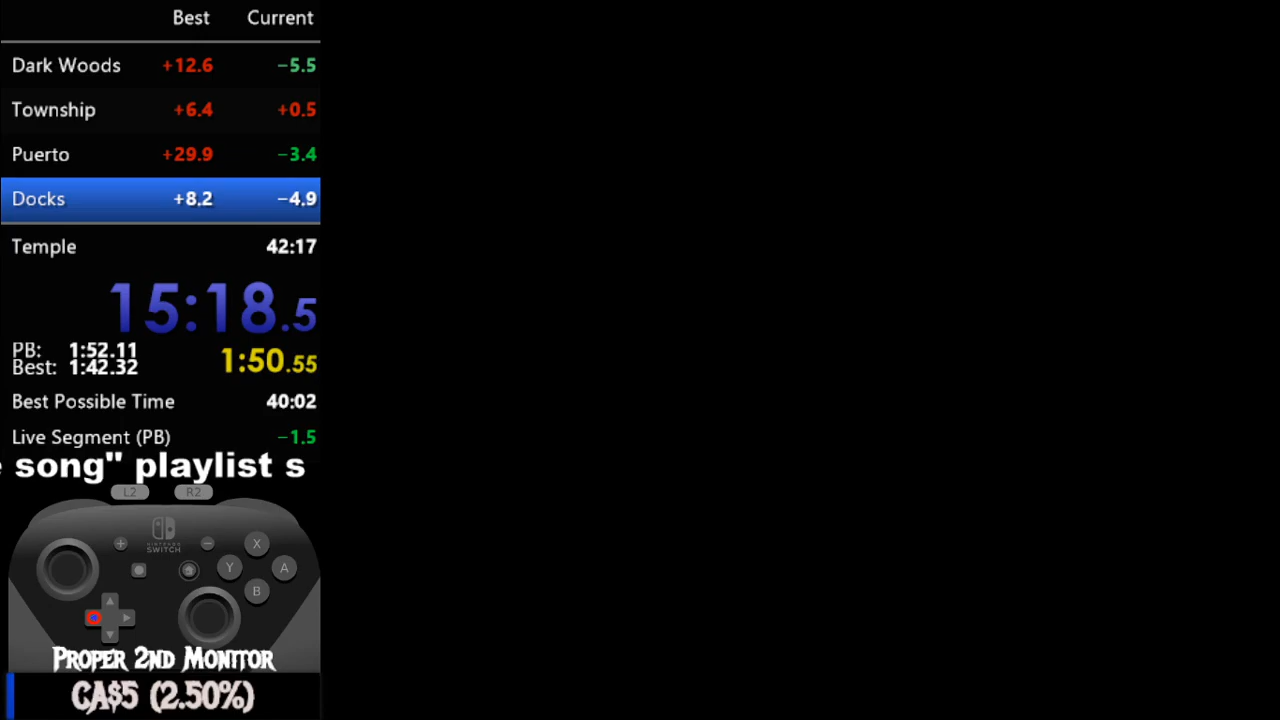 Best Current
Dark Woods +12.6 −5.5
Township +6.4 +0.5
Puerto +29.9 −3.4
Docks +8.2 −4.9
Temple 42:17
15:18.5
PB: 1:52.11
Best: 1:42.32
1:50.55
Best Possible Time 40:02
Live Segment (PB) −1.5
song" playlist s
L2 R2
NINTENDO
SWITCH
X
Y A
B
Proper 2nd Monitor
CA$5 (2.50%)